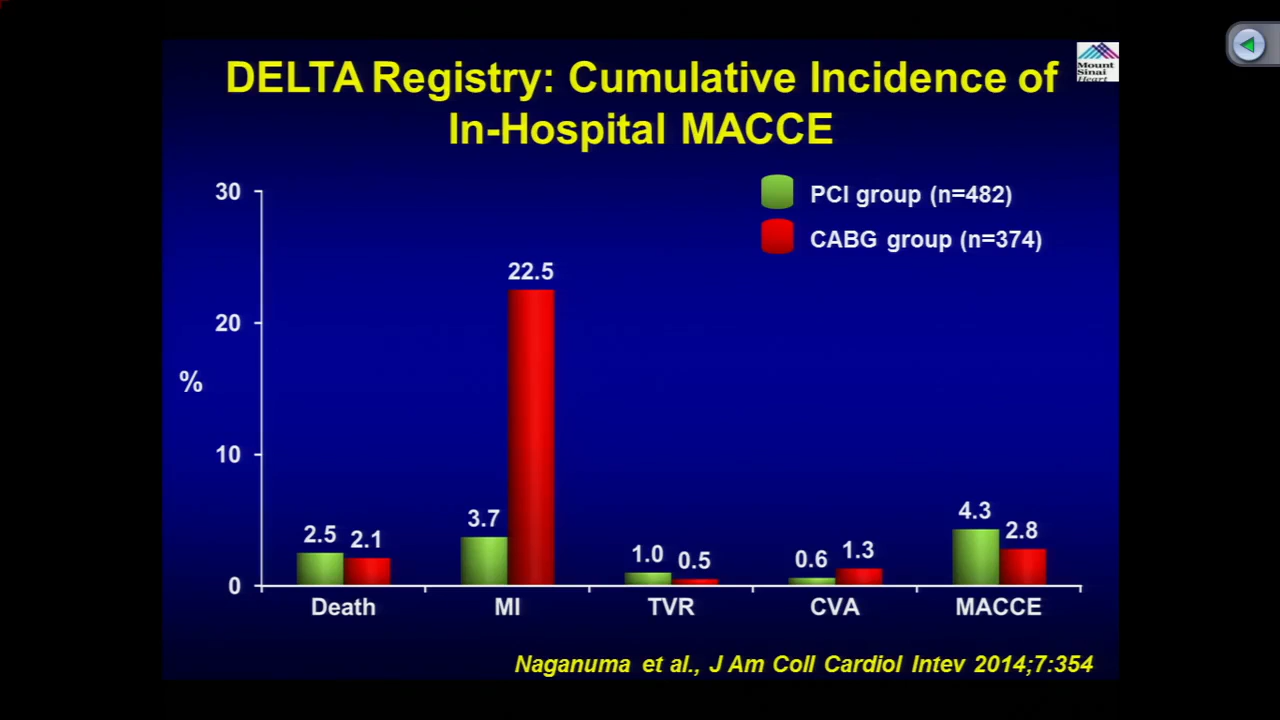 DELTA Registry: Cumulative Incidence of
In-Hospital MACCE
Mount
Sinai
Heart
PCI group (n=482)
CABG group (n=374)
30
20
10
0
%
22.5
2.5
2.1
3.7
1.0
0.5
0.6
1.3
4.3
2.8
Death
MI
TVR
CVA
MACCE
Naganuma et al., J Am Coll Cardiol Intev 2014;7:354